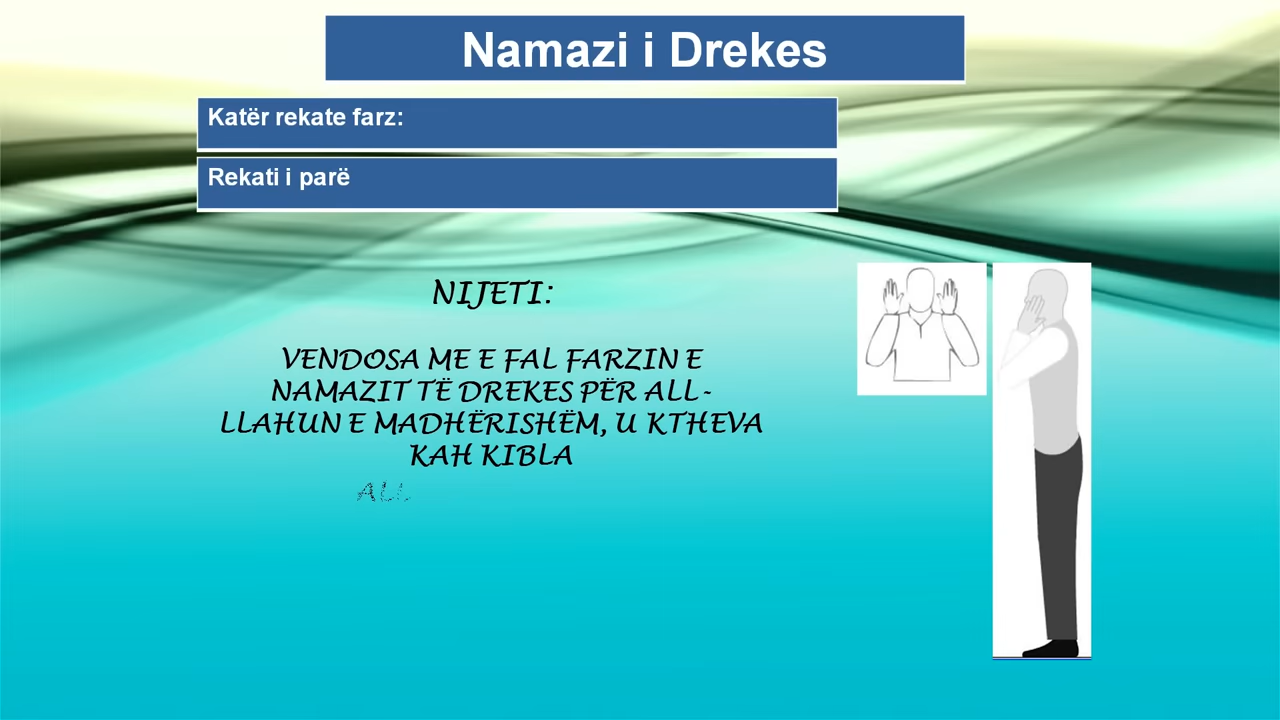 Namazi i Drekes
Katër rekate farz:
Rekati i parë
NIJETI:
VENDOSA ME E FAL FARZIN E
NAMAZIT TË DREKES PËR ALL-
LLAHUN E MADHËRISHËM, U KTHEVA
KAH KIBLA